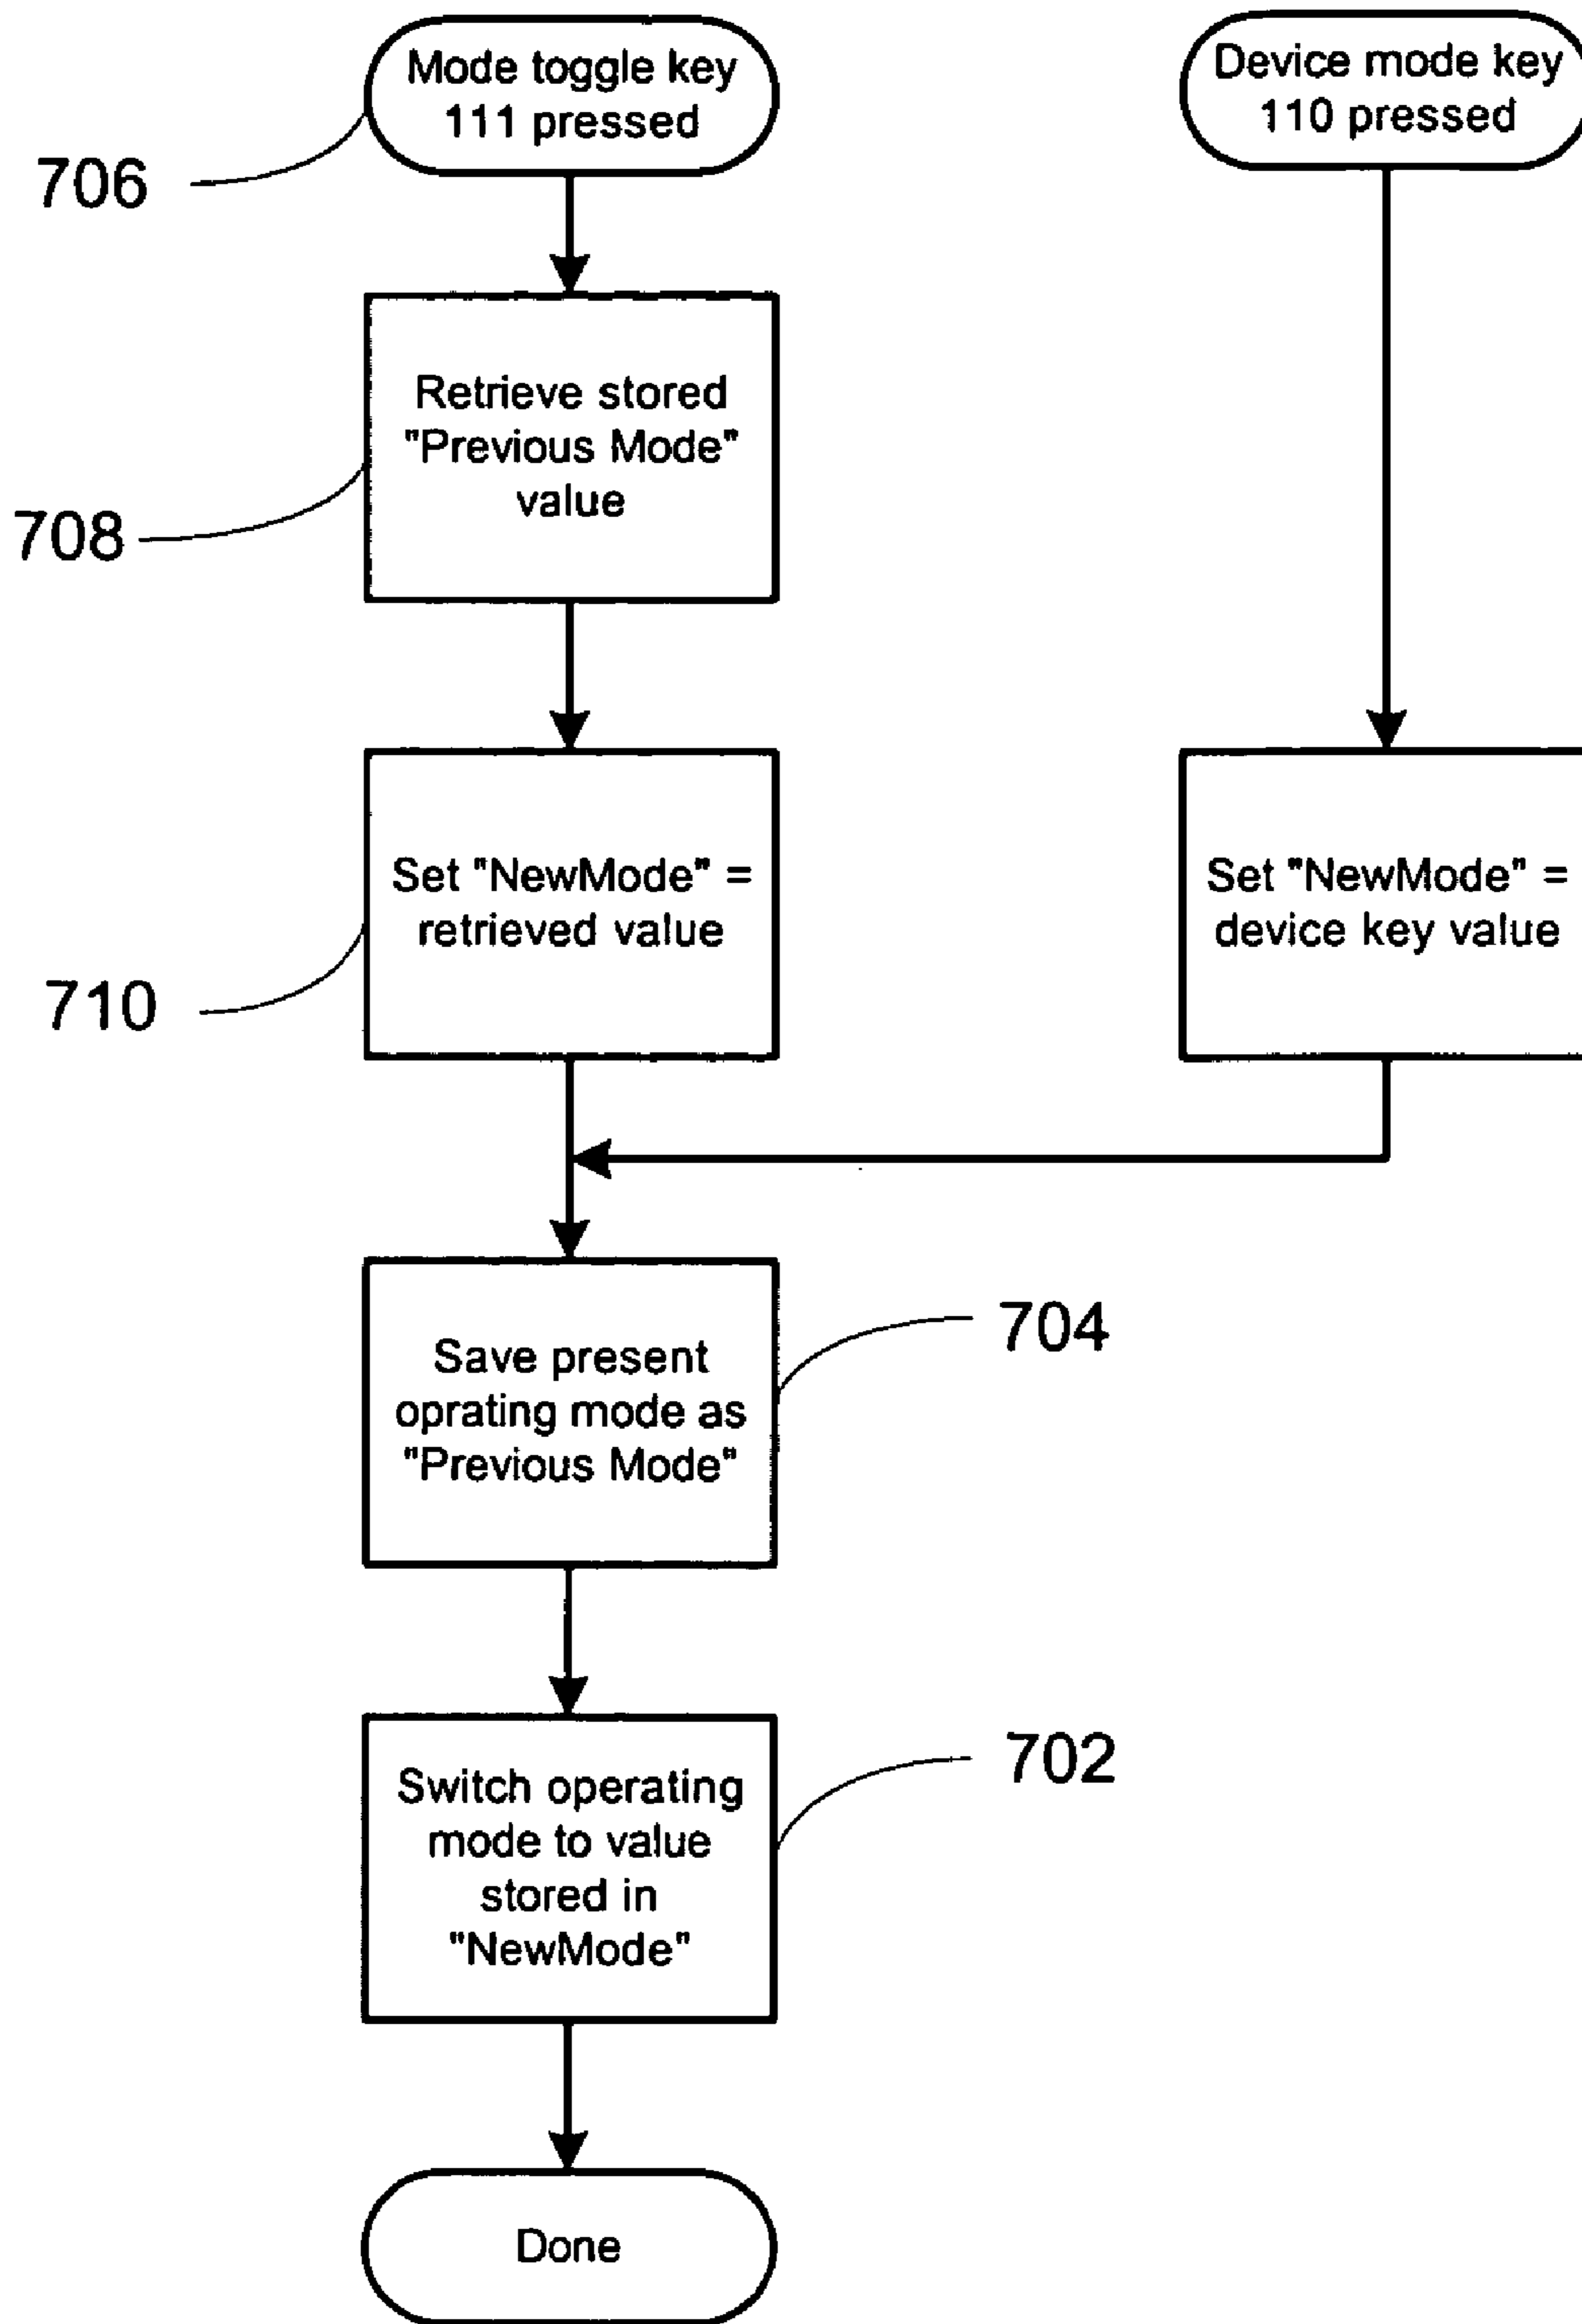 Mode toggle key
111 pressed
Device mode key
110 pressed
706
Retrieve stored
"Previous Mode"
value
708
Set "NewMode" =
retrieved value
Set "NewMode" =
device key value
710
Save present
oprating mode as
"Previous Mode"
704
Switch operating
mode to value
stored in
"NewMode"
702
Done